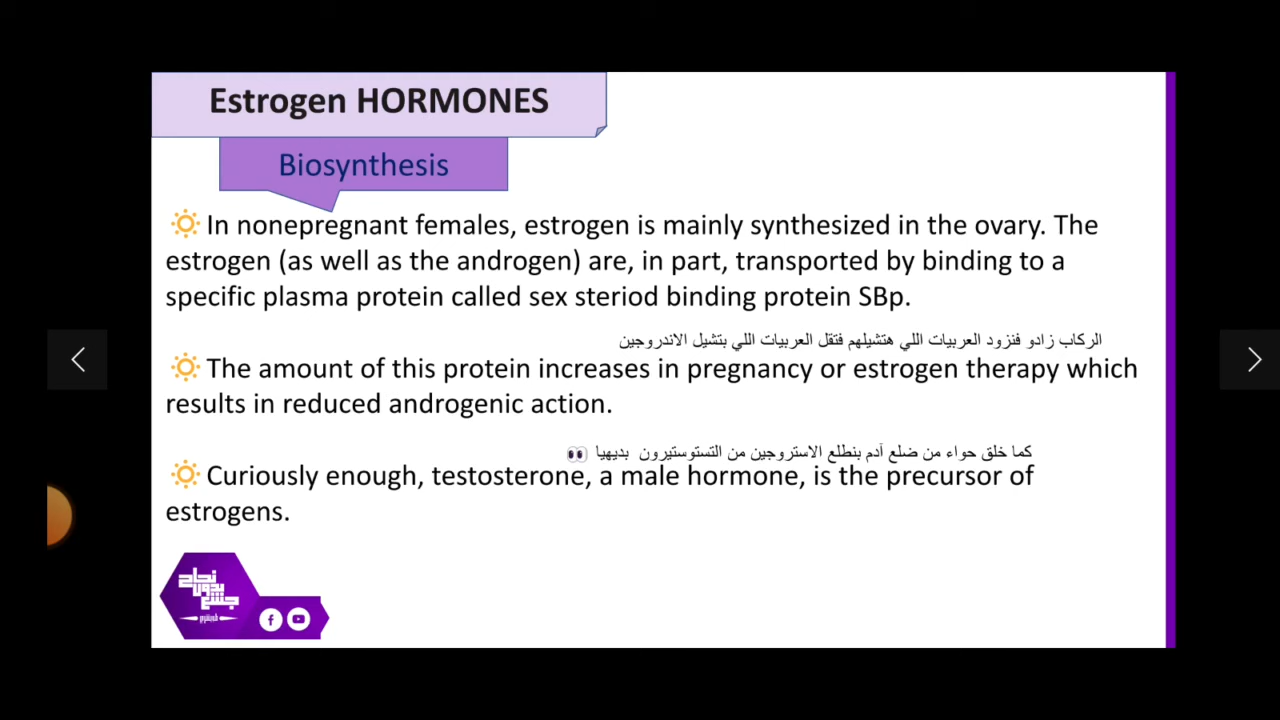 Estrogen HORMONES
Biosynthesis
In nonepregnant females, estrogen is mainly synthesized in the ovary. The
estrogen (as well as the androgen) are, in part, transported by binding to a
specific plasma protein called sex steriod binding protein SBp.
الركاب زادو فنزود العربيات اللي هتشيلهم فتقل العربيات اللي بتشيل الاندروجين
The amount of this protein increases in pregnancy or estrogen therapy which
results in reduced androgenic action.
كما خلق حواء من ضلع آدم بنطلع الاستروجين من التستوستيرون بديهيا 👀
Curiously enough, testosterone, a male hormone, is the precursor of
estrogens.
نجاح
بدون